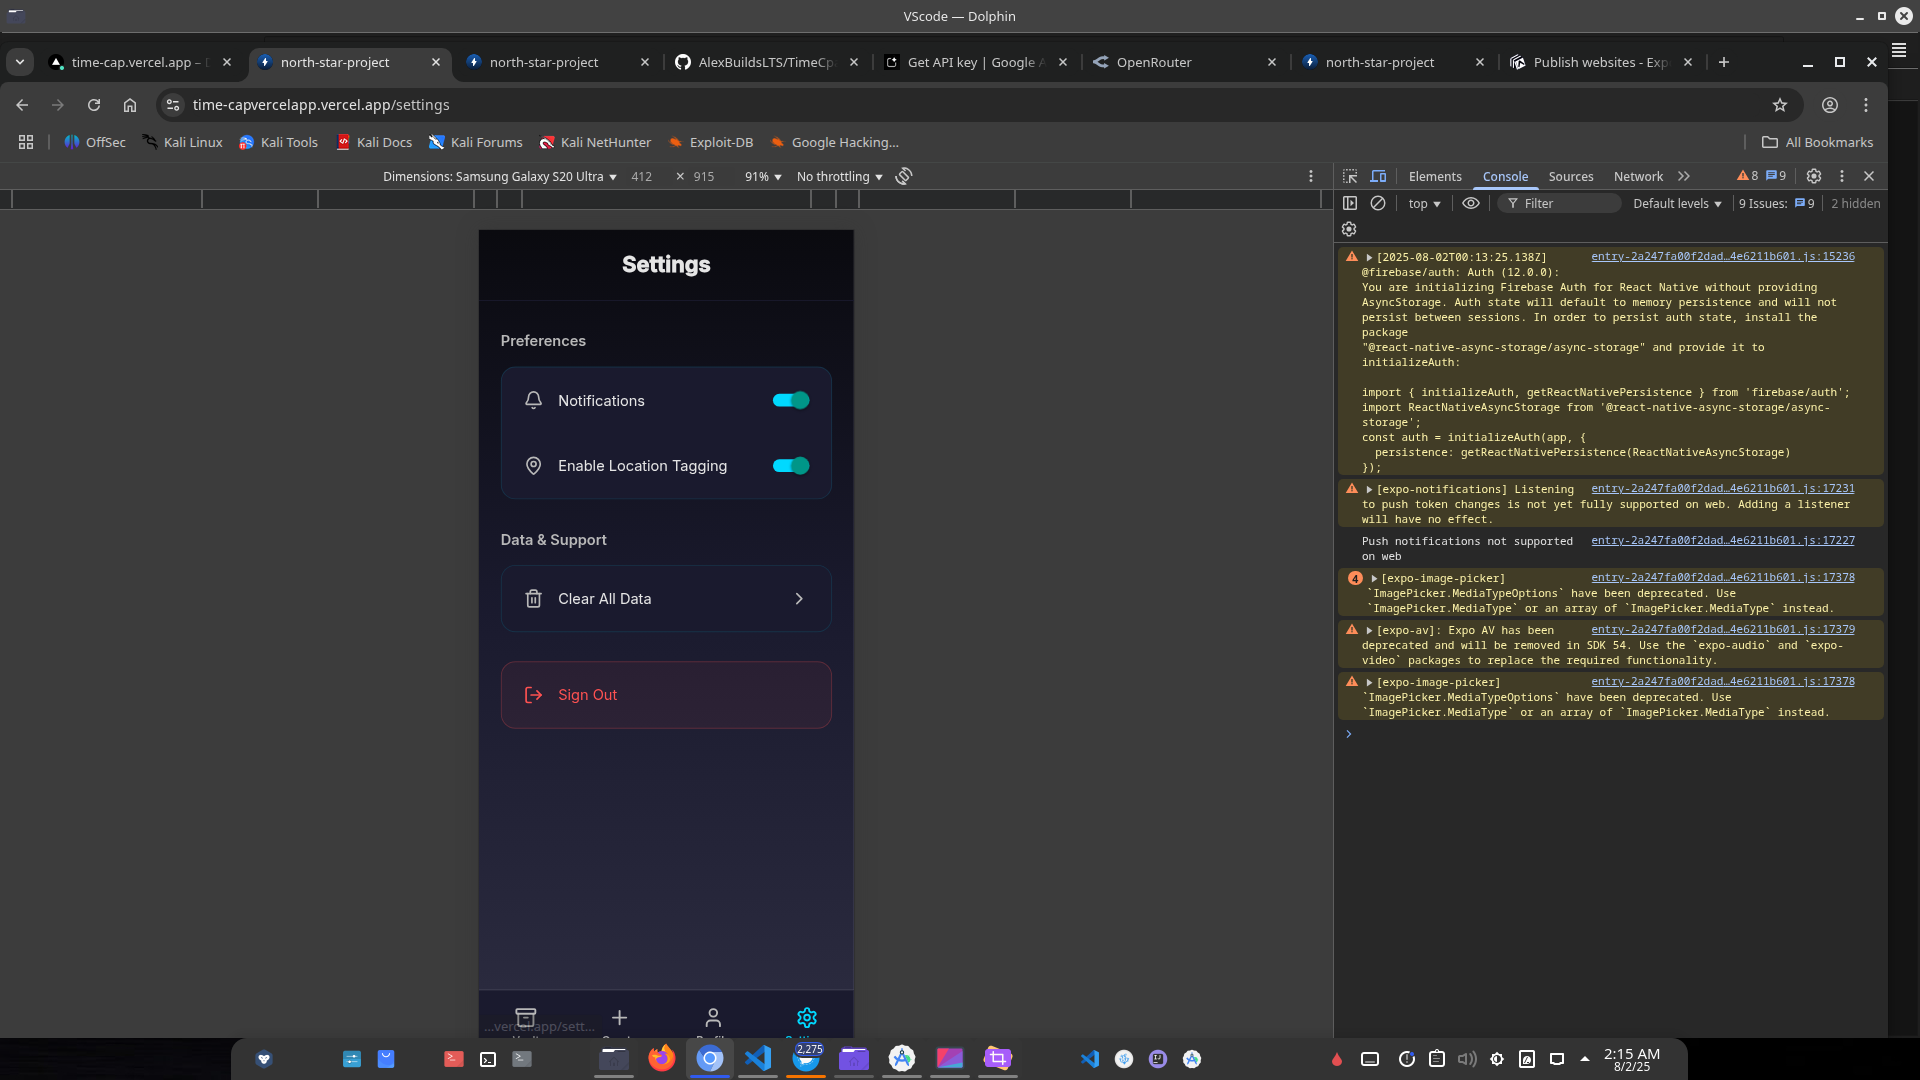 VScode — Dolphin
time-cap.vercel.app –
north-star-project
north-star-project
AlexBuildsLTS/TimeCp
Get API key | Google A
OpenRouter
north-star-project
Publish websites - Exp
time-capvercelapp.vercel.app/settings
OffSec
Kali Linux
Kali Tools
Kali Docs
Kali Forums
Kali NetHunter
Exploit-DB
Google Hacking...
All Bookmarks
Dimensions: Samsung Galaxy S20 Ultra
412
×
915
91%
No throttling
Elements
Console
Sources
Network
8
9
top
Filter
Default levels
9 Issues:
9
2 hidden
Settings
Preferences
Notifications
Enable Location Tagging
Data & Support
Clear All Data
Sign Out
...vercel.app/sett...
[2025-08-02T00:13:25.138Z] entry-2a247fa00f2dad…4e6211b601.js:15236
@firebase/auth: Auth (12.0.0):
You are initializing Firebase Auth for React Native without providing
AsyncStorage. Auth state will default to memory persistence and will not
persist between sessions. In order to persist auth state, install the
package
"@react-native-async-storage/async-storage" and provide it to
initializeAuth:
import { initializeAuth, getReactNativePersistence } from 'firebase/auth';
import ReactNativeAsyncStorage from '@react-native-async-storage/async-
storage';
const auth = initializeAuth(app, {
persistence: getReactNativePersistence(ReactNativeAsyncStorage)
});
[expo-notifications] Listening entry-2a247fa00f2dad…4e6211b601.js:17231
to push token changes is not yet fully supported on web. Adding a listener
will have no effect.
Push notifications not supported entry-2a247fa00f2dad…4e6211b601.js:17227
on web
4 [expo-image-picker] entry-2a247fa00f2dad…4e6211b601.js:17378
`ImagePicker.MediaTypeOptions` have been deprecated. Use
`ImagePicker.MediaType` or an array of `ImagePicker.MediaType` instead.
[expo-av]: Expo AV has been entry-2a247fa00f2dad…4e6211b601.js:17379
deprecated and will be removed in SDK 54. Use the `expo-audio` and `expo-
video` packages to replace the required functionality.
[expo-image-picker] entry-2a247fa00f2dad…4e6211b601.js:17378
`ImagePicker.MediaTypeOptions` have been deprecated. Use
`ImagePicker.MediaType` or an array of `ImagePicker.MediaType` instead.
2,275
2:15 AM
8/2/25